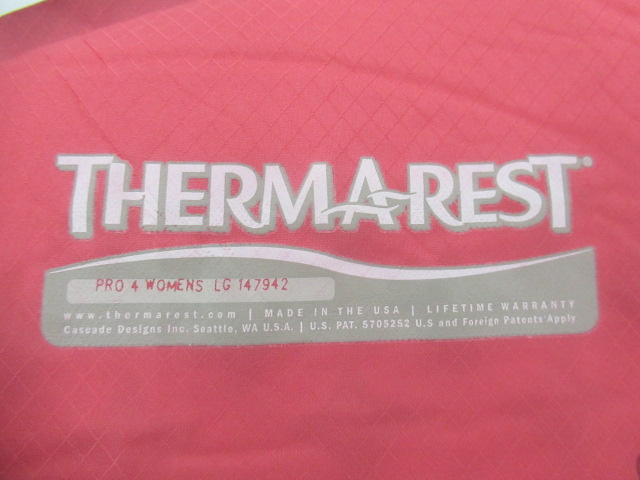 THERMAREST®
PRO 4 WOMENS LG 147942
www.thermarest.com | MADE IN THE USA | LIFETIME WARRANTY
Cascade Designs Inc. Seattle, WA U.S.A. | U.S. PAT. 5705252 U.S and Foreign Patents Apply